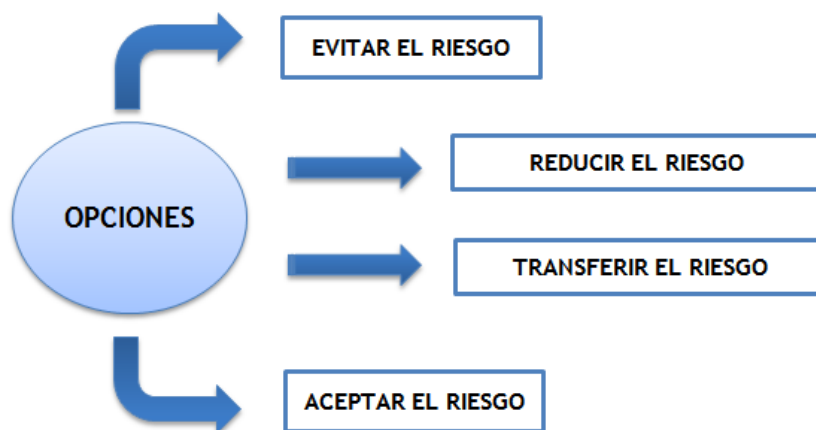 EVITAR EL RIESGO
REDUCIR EL RIESGO
OPCIONES
TRANSFERIR EL RIESGO
ACEPTAR EL RIESGO